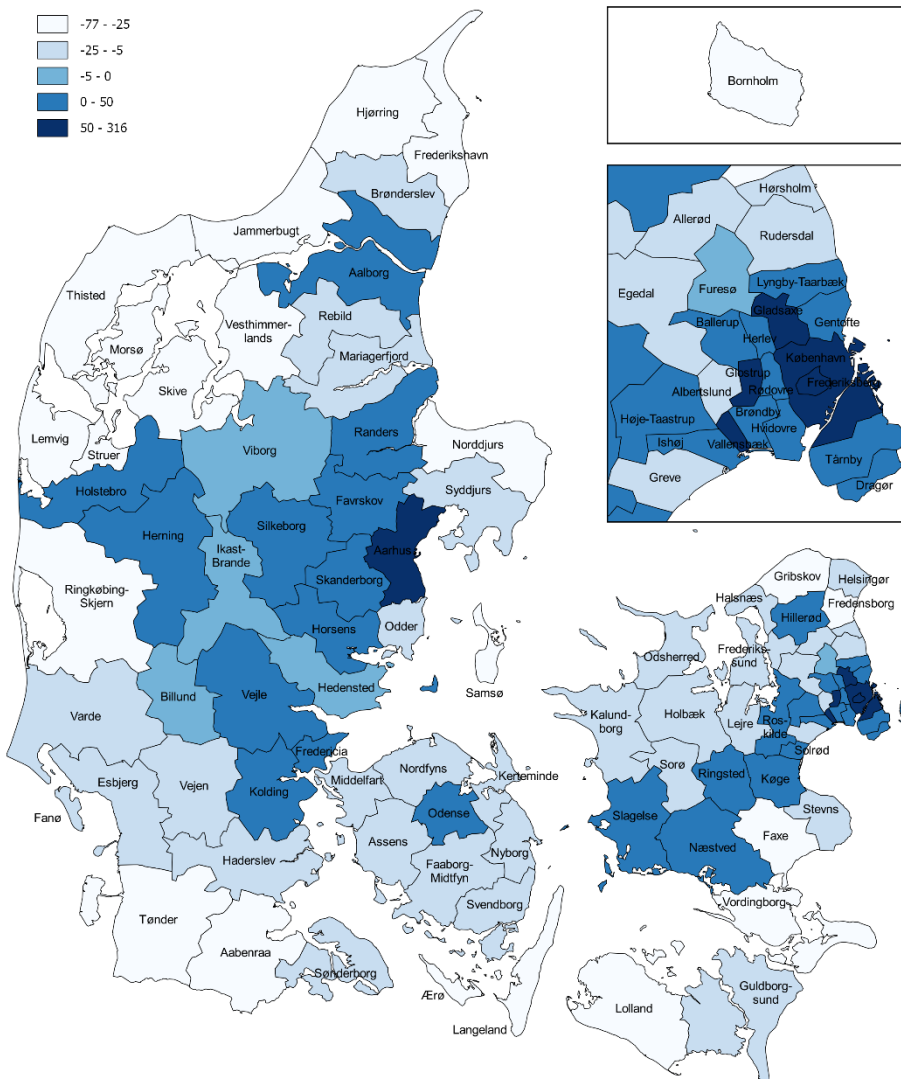 -77 - -25
-25 - -5
-5 - 0
0 - 50
50 - 316
Bornholm
Hjørring
Frederikshavn
Brønderslev
Jammerbugt
Aalborg
Thisted
Vesthimmer-
lands
Rebild
Morsø
Mariagerfjord
Skive
Lemvig
Struer
Viborg
Randers
Norddjurs
Holstebro
Favrskov
Syddjurs
Herning
Silkeborg
Ikast-
Brande
Aarhus
Skanderborg
Ringkøbing-
Skjern
Horsens
Odder
Samsø
Billund
Vejle
Hedensted
Varde
Fredericia
Esbjerg
Vejen
Kolding
Middelfart
Nordfyns
Kerteminde
Fanø
Odense
Assens
Haderslev
Faaborg-
Midtfyn
Nyborg
Svendborg
Tønder
Aabenraa
Sønderborg
Ærø
Langeland
Hørsholm
Allerød
Rudersdal
Egedal
Furesø
Lyngby-Taarbæk
Gladsaxe
Ballerup
Gentofte
Herlev
København
Glostrup
Frederiksberg
Albertslund
Rødovre
Høje-Taastrup
Brøndby
Hvidovre
Ishøj
Vallensbæk
Tårnby
Greve
Dragør
Gribskov
Helsingør
Halsnæs
Fredensborg
Hillerød
Frederiks-
sund
Odsherred
Kalund-
borg
Holbæk
Lejre
Ros-
kilde
Solrød
Sorø
Ringsted
Køge
Slagelse
Stevns
Næstved
Faxe
Vordingborg
Guldborg-
sund
Lolland